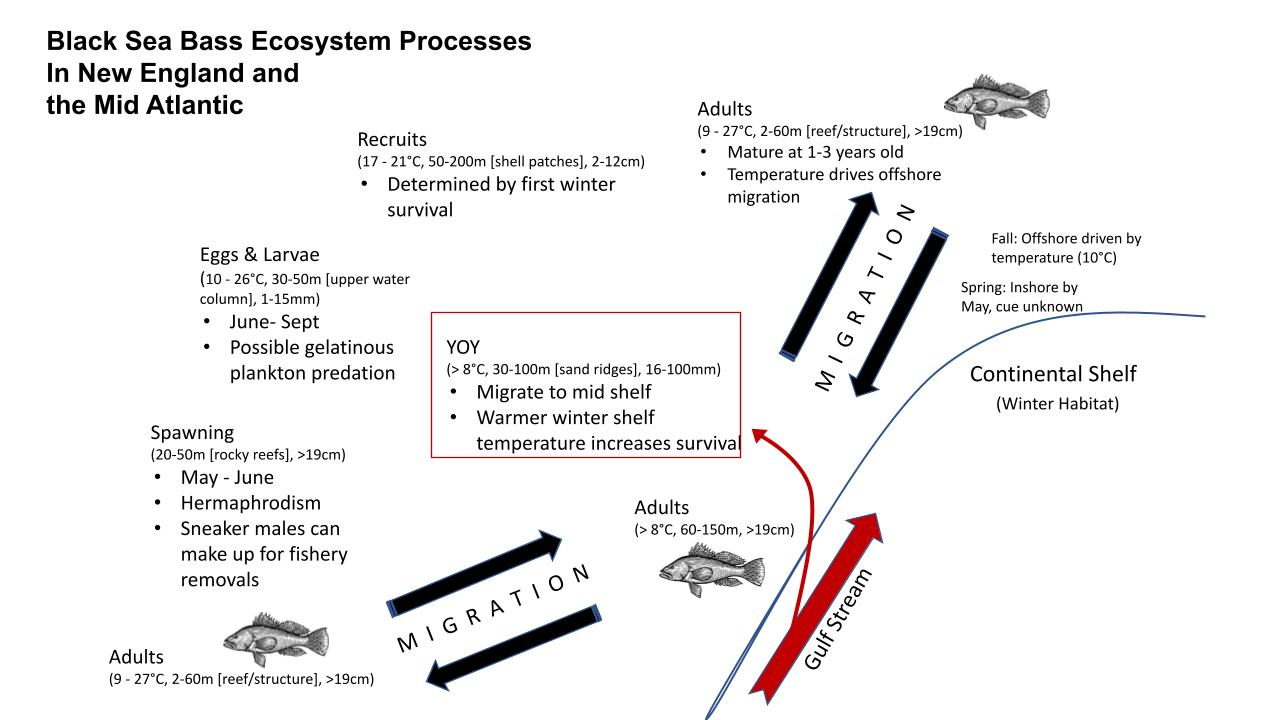 Black Sea Bass Ecosystem Processes
In New England and
the Mid Atlantic
Adults
(9 - 27°C, 2-60m [reef/structure], >19cm)
• Mature at 1-3 years old
• Temperature drives offshore
migration
Recruits
(17 - 21°C, 50-200m [shell patches], 2-12cm)
• Determined by first winter
survival
Eggs & Larvae
(10 - 26°C, 30-50m [upper water
column], 1-15mm)
• June- Sept
• Possible gelatinous
plankton predation
MIGRATION
Fall: Offshore driven by
temperature (10°C)
Spring: Inshore by
May, cue unknown
YOY
(> 8°C, 30-100m [sand ridges], 16-100mm)
• Migrate to mid shelf
• Warmer winter shelf
temperature increases survival
Continental Shelf
(Winter Habitat)
Spawning
(20-50m [rocky reefs], >19cm)
• May - June
• Hermaphrodism
• Sneaker males can
make up for fishery
removals
Adults
(> 8°C, 60-150m, >19cm)
MIGRATION
Gulf Stream
Adults
(9 - 27°C, 2-60m [reef/structure], >19cm)